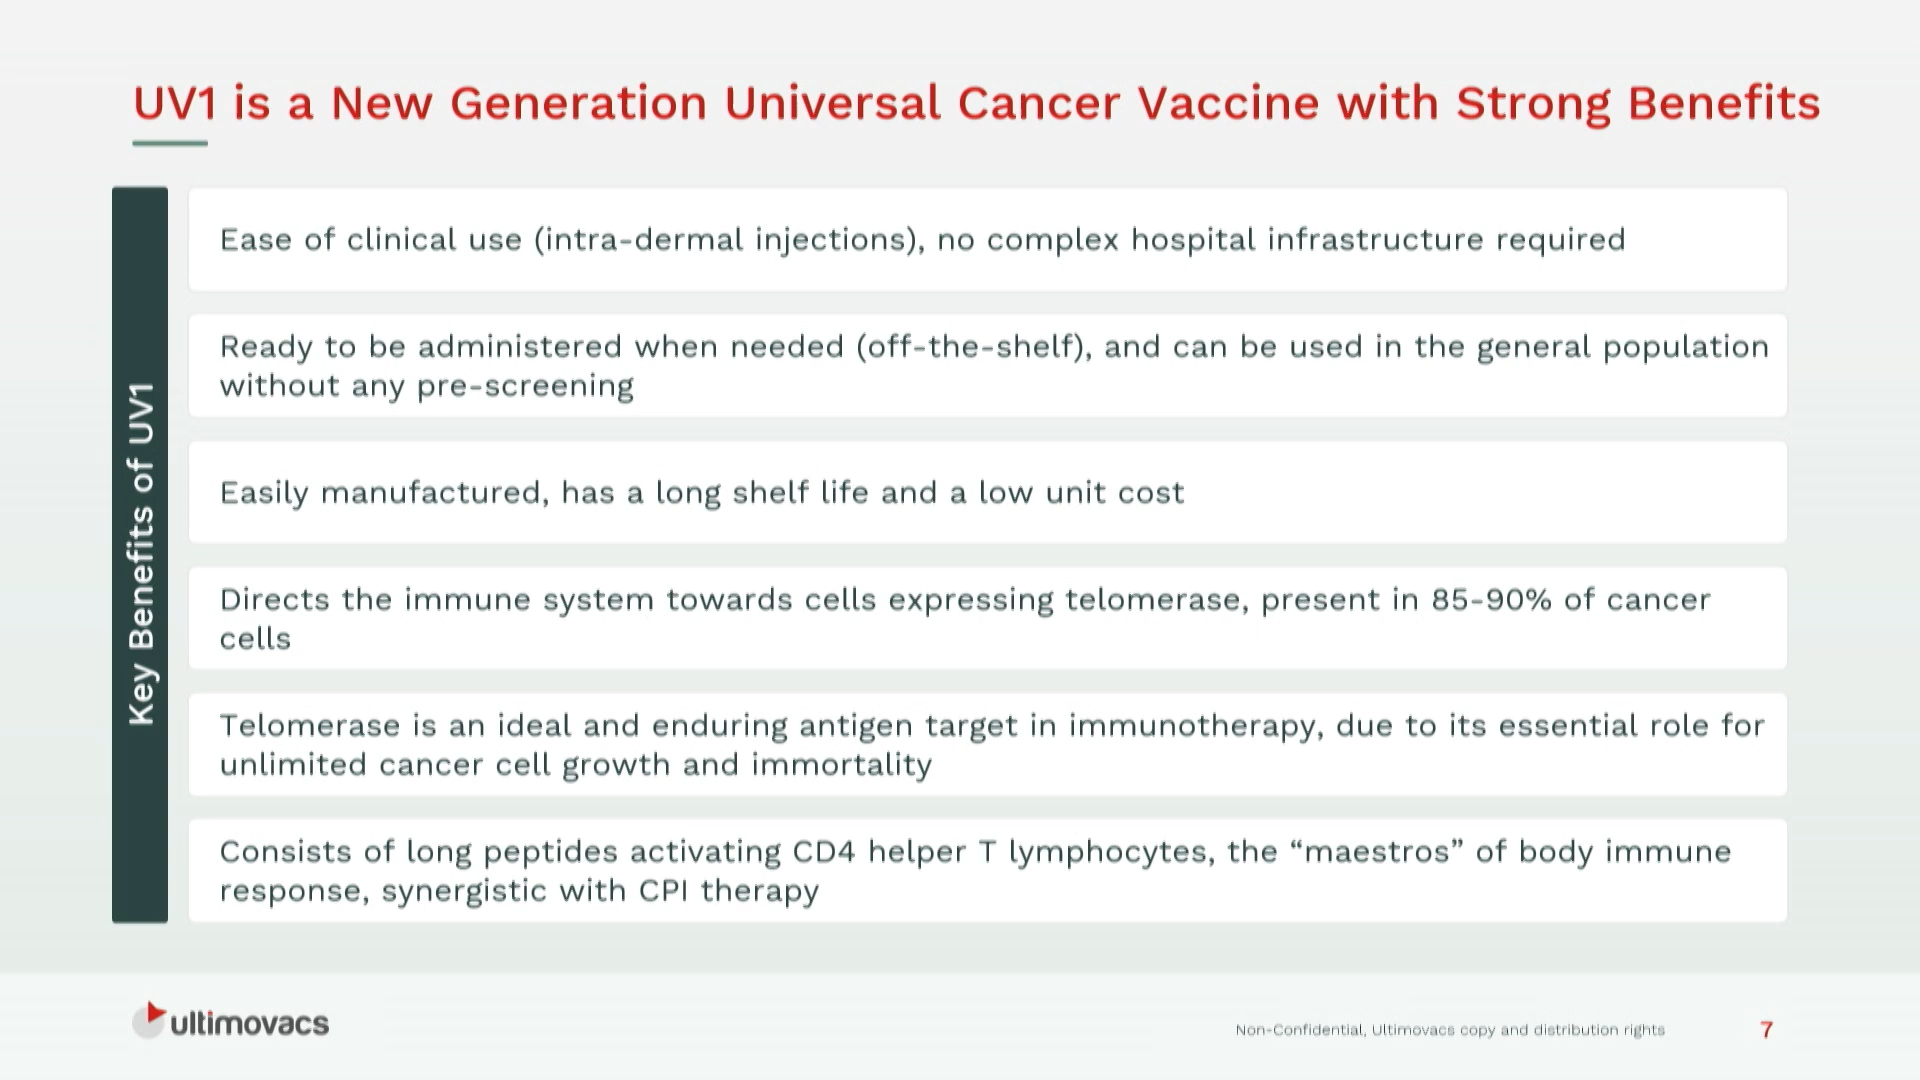 UV1 is a New Generation Universal Cancer Vaccine with Strong Benefits
Key Benefits of UV1
Ease of clinical use (intra-dermal injections), no complex hospital infrastructure required
Ready to be administered when needed (off-the-shelf), and can be used in the general population
without any pre-screening
Easily manufactured, has a long shelf life and a low unit cost
Directs the immune system towards cells expressing telomerase, present in 85-90% of cancer
cells
Telomerase is an ideal and enduring antigen target in immunotherapy, due to its essential role for
unlimited cancer cell growth and immortality
Consists of long peptides activating CD4 helper T lymphocytes, the “maestros” of body immune
response, synergistic with CPI therapy
ultimovacs
Non-Confidential, Ultimovacs copy and distribution rights
7